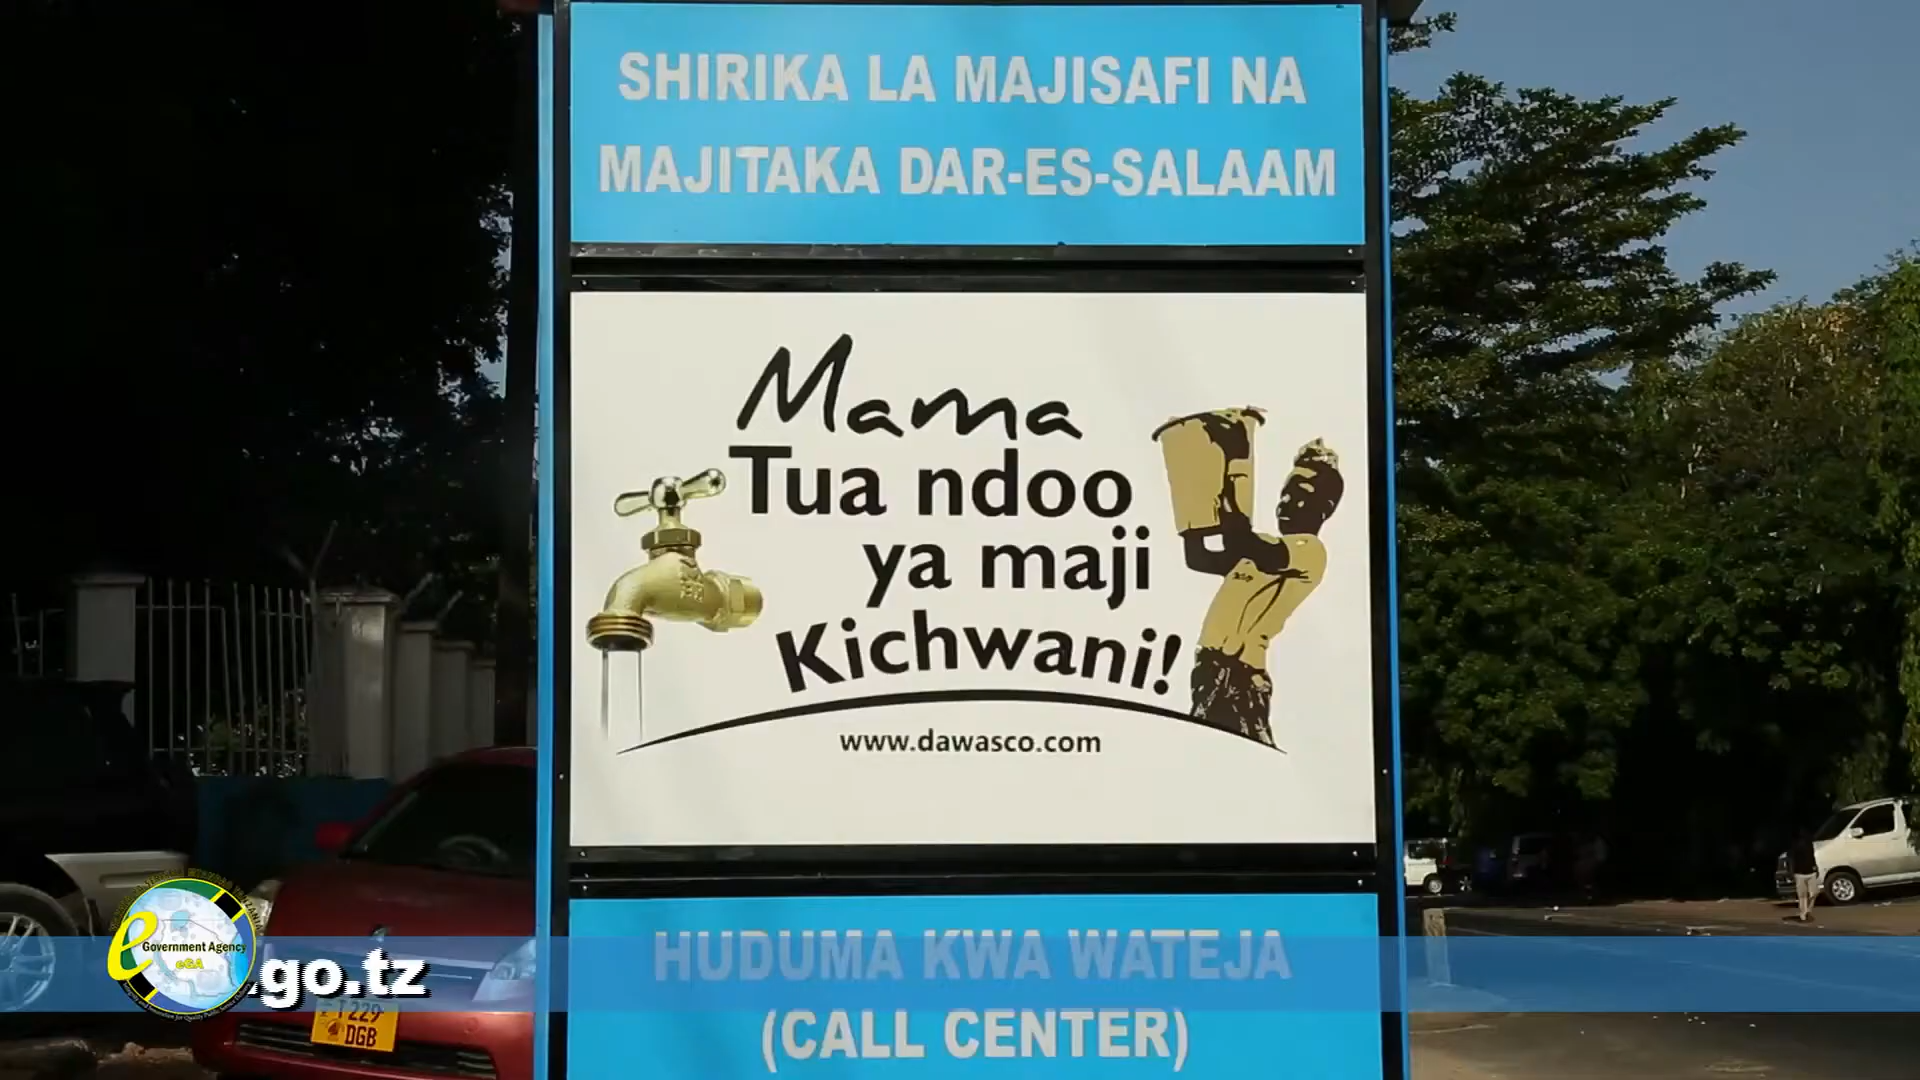 SHIRIKA LA MAJISAFI NA
MAJITAKA DAR-ES-SALAAM
Mama
Tua ndoo
ya maji
Kichwani!
www.dawasco.com
HUDUMA KWA WATEJA
(CALL CENTER)
e Government Agency
eGA
.go.tz
T 229
DGB